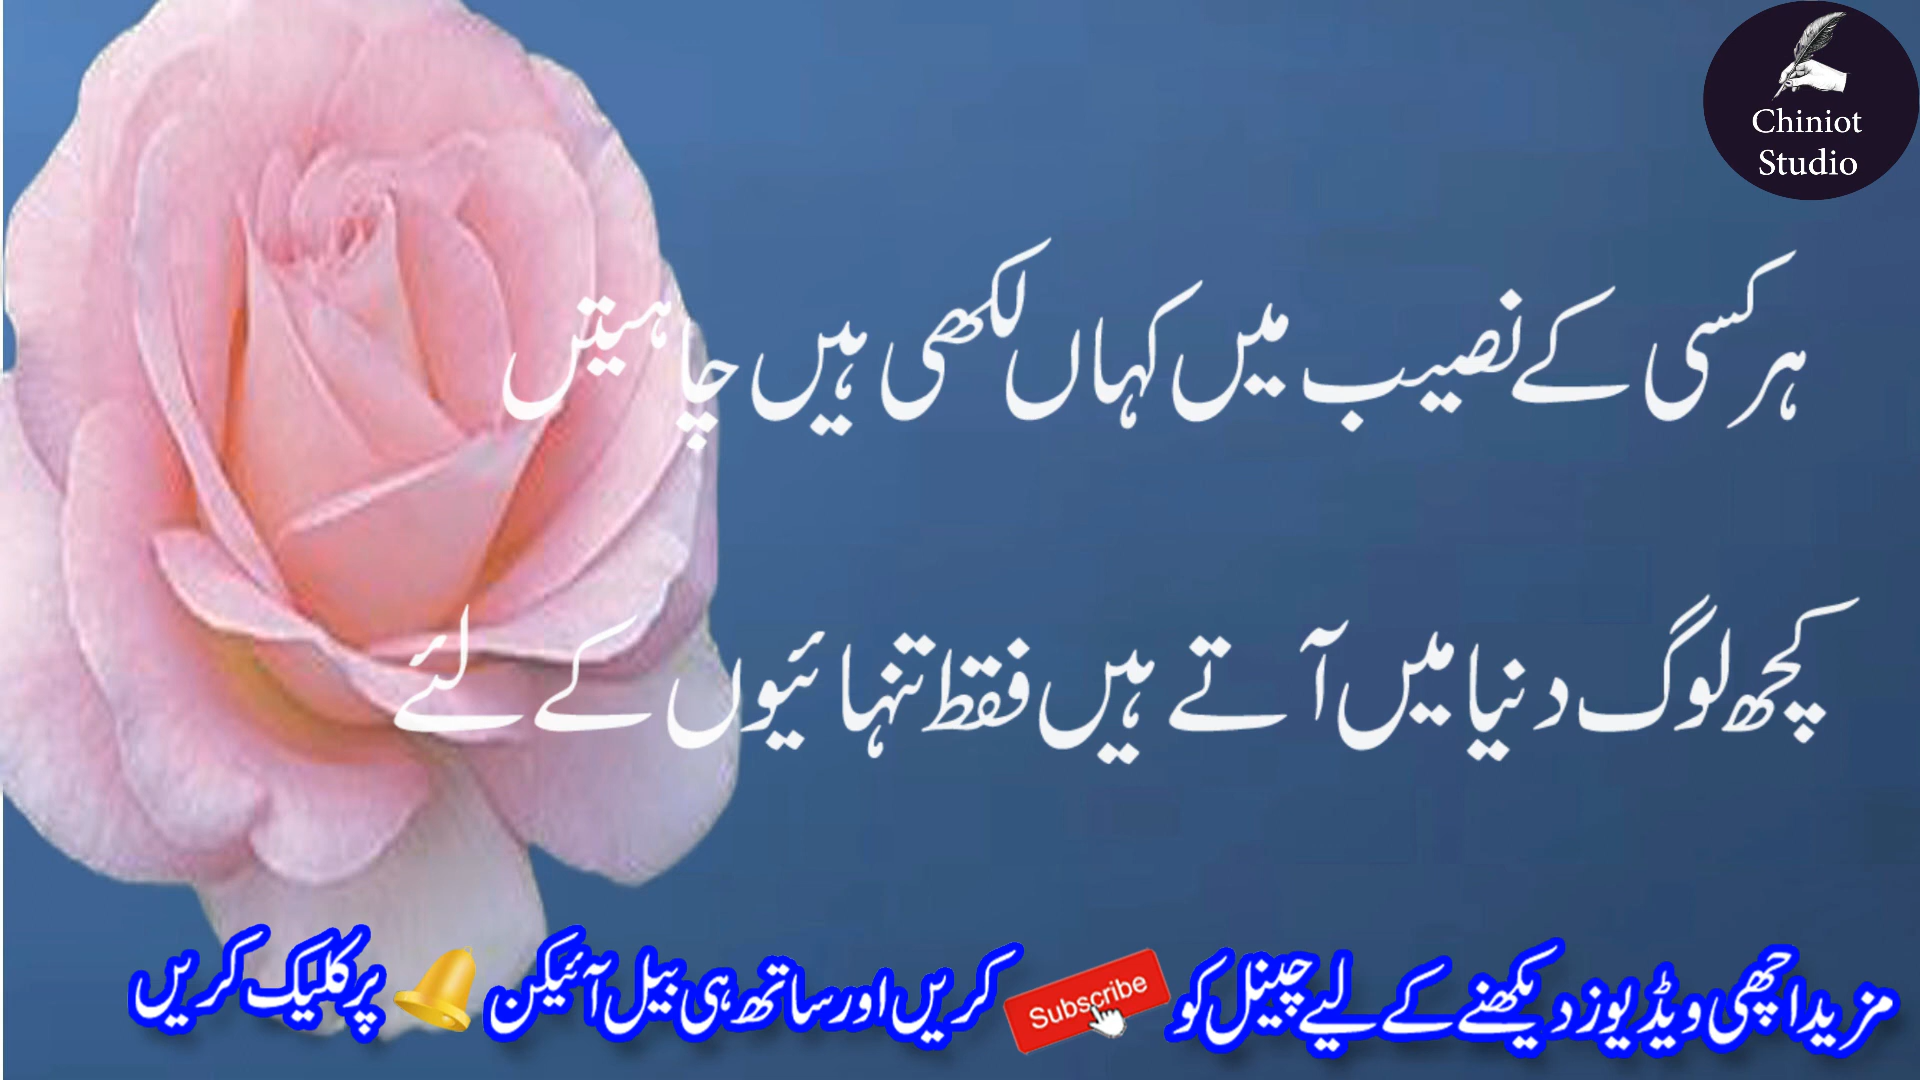 Chiniot
Studio
ہر کسی کے نصیب میں کہاں لکھی ہیں چاہیتں
کچھ لوگ دنیا میں آتے ہیں فقط تنہائیوں کے لئے
مزید اچھی ویڈیوز دیکھنے کے لیے چینل کو Subscribe کریں اور ساتھ ہی بیل آئیکن پر کلیک کریں